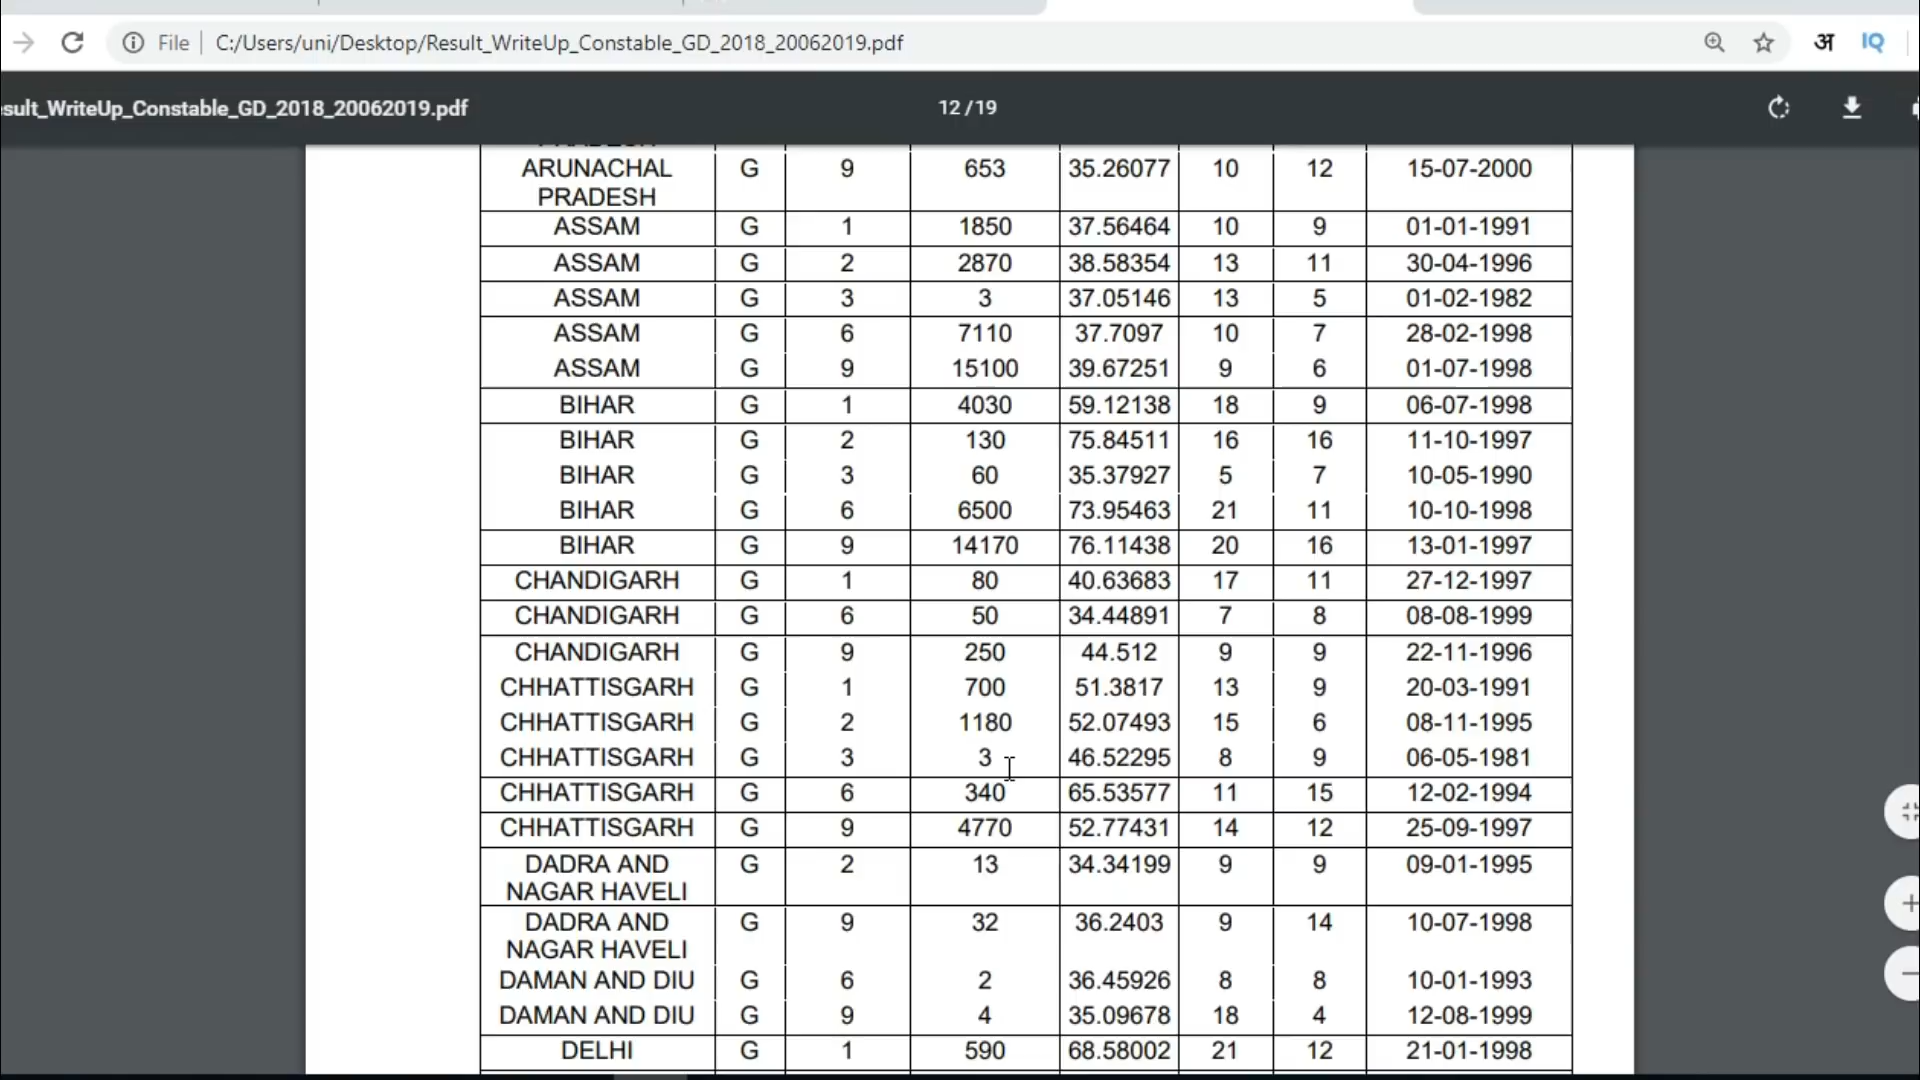 File C:/Users/uni/Desktop/Result_WriteUp_Constable_GD_2018_20062019.pdf अ IQ
esult_WriteUp_Constable_GD_2018_20062019.pdf 12 / 19
PRADESH
ARUNACHAL G 9 653 35.26077 10 12 15-07-2000
PRADESH
ASSAM G 1 1850 37.56464 10 9 01-01-1991
ASSAM G 2 2870 38.58354 13 11 30-04-1996
ASSAM G 3 3 37.05146 13 5 01-02-1982
ASSAM G 6 7110 37.7097 10 7 28-02-1998
ASSAM G 9 15100 39.67251 9 6 01-07-1998
BIHAR G 1 4030 59.12138 18 9 06-07-1998
BIHAR G 2 130 75.84511 16 16 11-10-1997
BIHAR G 3 60 35.37927 5 7 10-05-1990
BIHAR G 6 6500 73.95463 21 11 10-10-1998
BIHAR G 9 14170 76.11438 20 16 13-01-1997
CHANDIGARH G 1 80 40.63683 17 11 27-12-1997
CHANDIGARH G 6 50 34.44891 7 8 08-08-1999
CHANDIGARH G 9 250 44.512 9 9 22-11-1996
CHHATTISGARH G 1 700 51.3817 13 9 20-03-1991
CHHATTISGARH G 2 1180 52.07493 15 6 08-11-1995
CHHATTISGARH G 3 3 46.52295 8 9 06-05-1981
CHHATTISGARH G 6 340 65.53577 11 15 12-02-1994
CHHATTISGARH G 9 4770 52.77431 14 12 25-09-1997
DADRA AND G 2 13 34.34199 9 9 09-01-1995
NAGAR HAVELI
DADRA AND G 9 32 36.2403 9 14 10-07-1998
NAGAR HAVELI
DAMAN AND DIU G 6 2 36.45926 8 8 10-01-1993
DAMAN AND DIU G 9 4 35.09678 18 4 12-08-1999
DELHI G 1 590 68.58002 21 12 21-01-1998